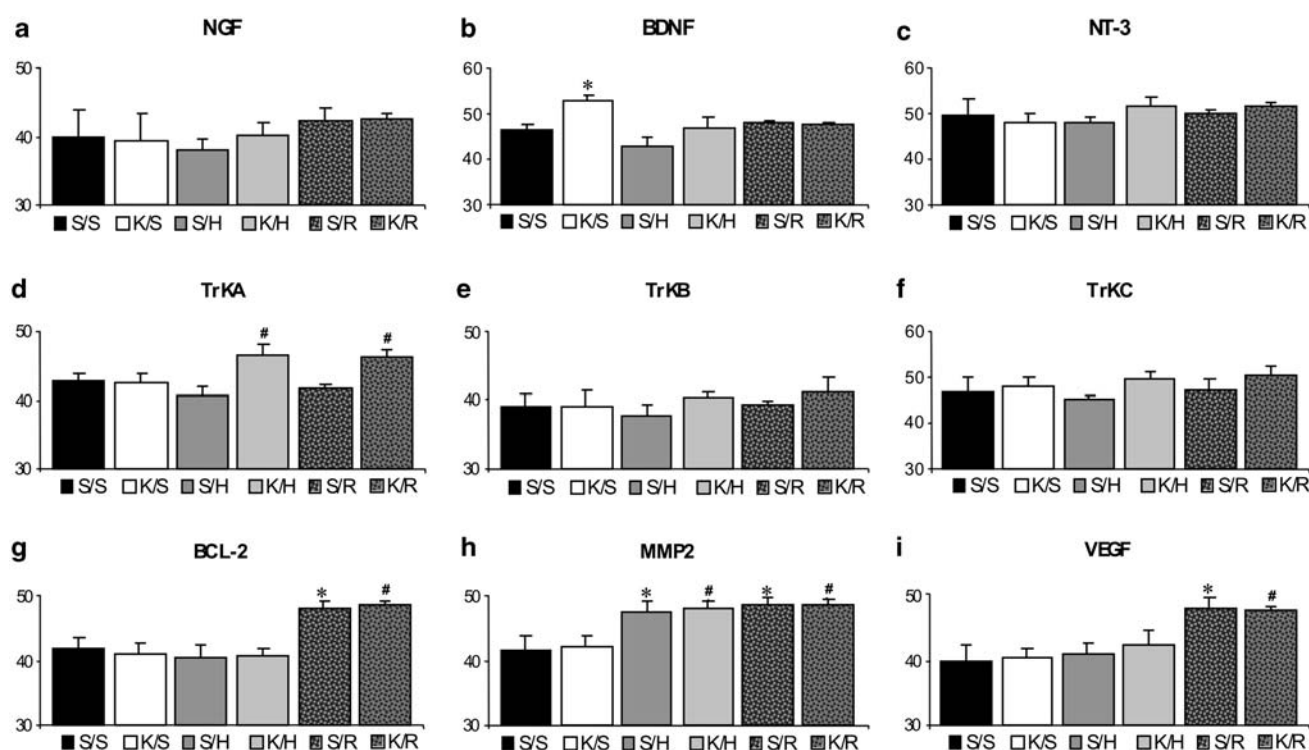 a NGF
50
40
30
S/S K/S S/H K/H S/R K/R
b BDNF
60
50
40
30
*
S/S K/S S/H K/H S/R K/R
c NT-3
60
50
40
30
S/S K/S S/H K/H S/R K/R
d TrKA
50
40
30
# #
S/S K/S S/H K/H S/R K/R
e TrKB
50
40
30
S/S K/S S/H K/H S/R K/R
f TrKC
60
50
40
30
S/S K/S S/H K/H S/R K/R
g BCL-2
50
40
30
* #
S/S K/S S/H K/H S/R K/R
h MMP2
50
40
30
* # * #
S/S K/S S/H K/H S/R K/R
i VEGF
50
40
30
* #
S/S K/S S/H K/H S/R K/R